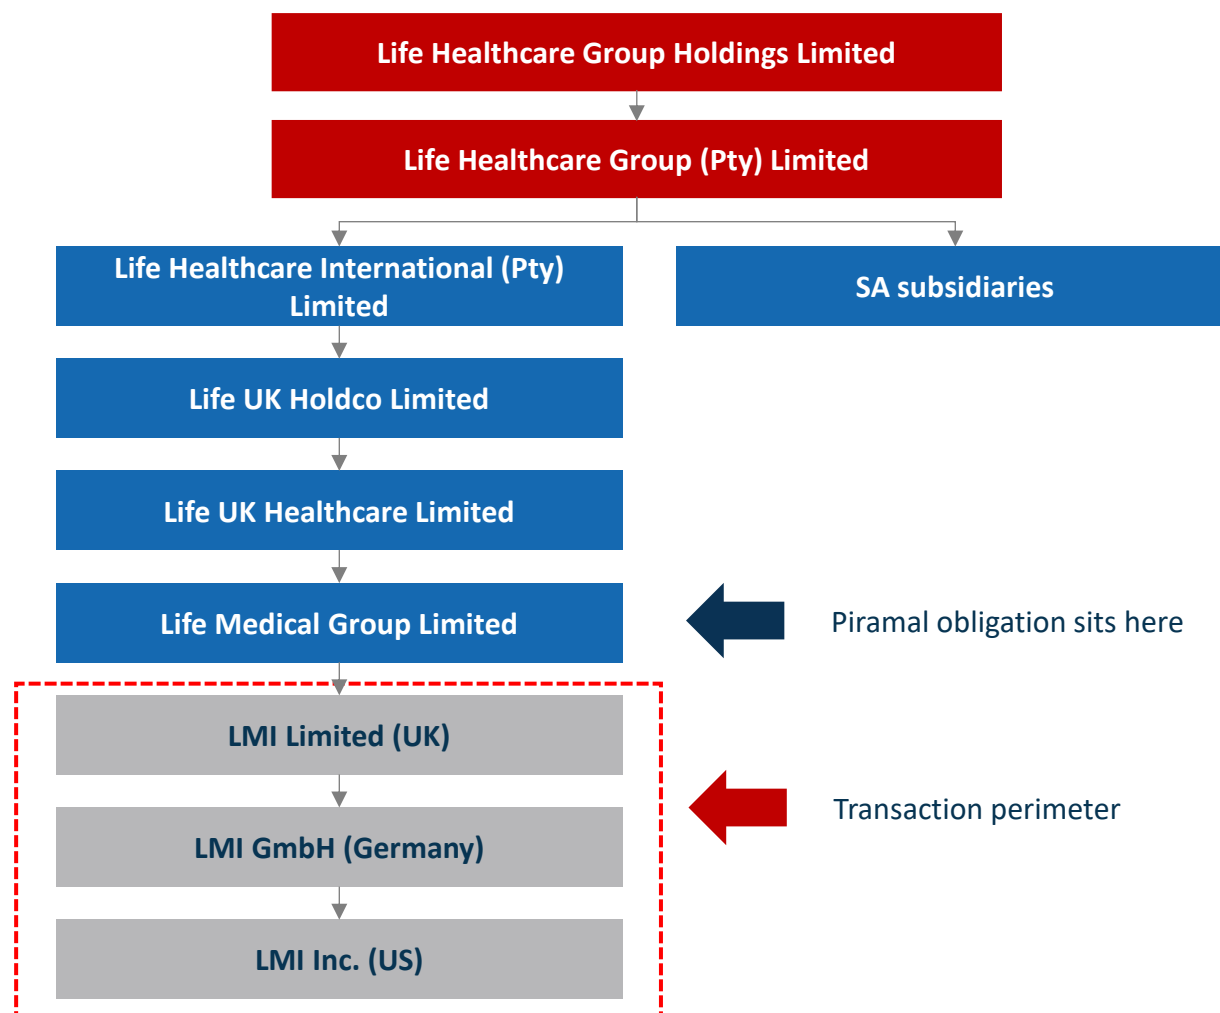 Life Healthcare Group Holdings Limited
Life Healthcare Group (Pty) Limited
Life Healthcare International (Pty)
Limited
SA subsidiaries
Life UK Holdco Limited
Life UK Healthcare Limited
Life Medical Group Limited
Piramal obligation sits here
LMI Limited (UK)
Transaction perimeter
LMI GmbH (Germany)
LMI Inc. (US)